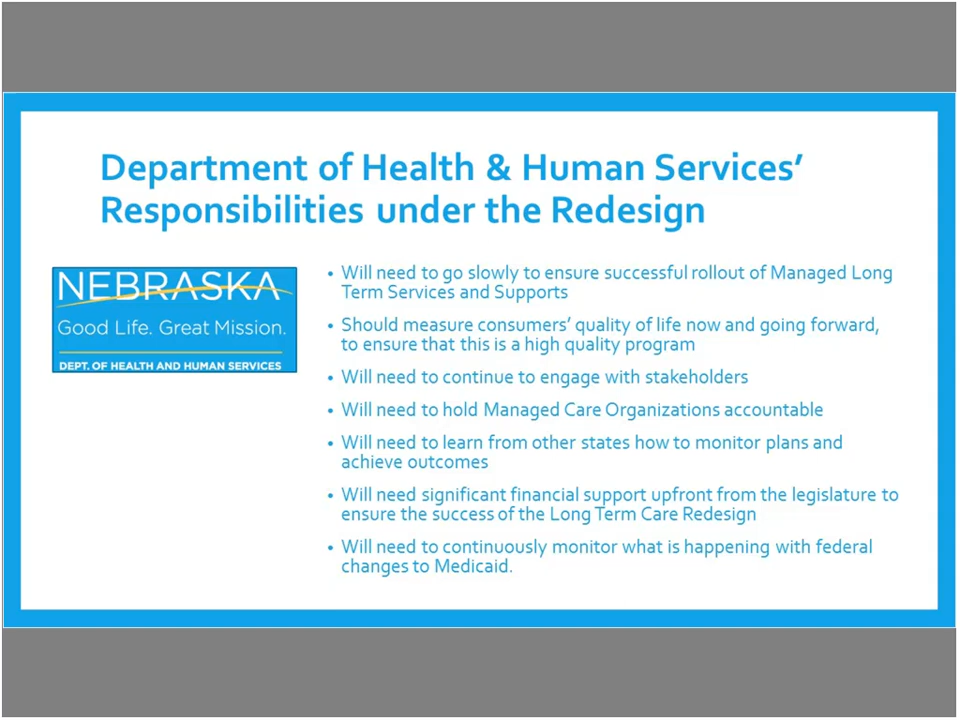 Department of Health & Human Services’
Responsibilities under the Redesign
NEBRASKA
Good Life. Great Mission.
DEPT. OF HEALTH AND HUMAN SERVICES
• Will need to go slowly to ensure successful rollout of Managed Long
Term Services and Supports
• Should measure consumers’ quality of life now and going forward,
to ensure that this is a high quality program
• Will need to continue to engage with stakeholders
• Will need to hold Managed Care Organizations accountable
• Will need to learn from other states how to monitor plans and
achieve outcomes
• Will need significant financial support upfront from the legislature to
ensure the success of the Long Term Care Redesign
• Will need to continuously monitor what is happening with federal
changes to Medicaid.